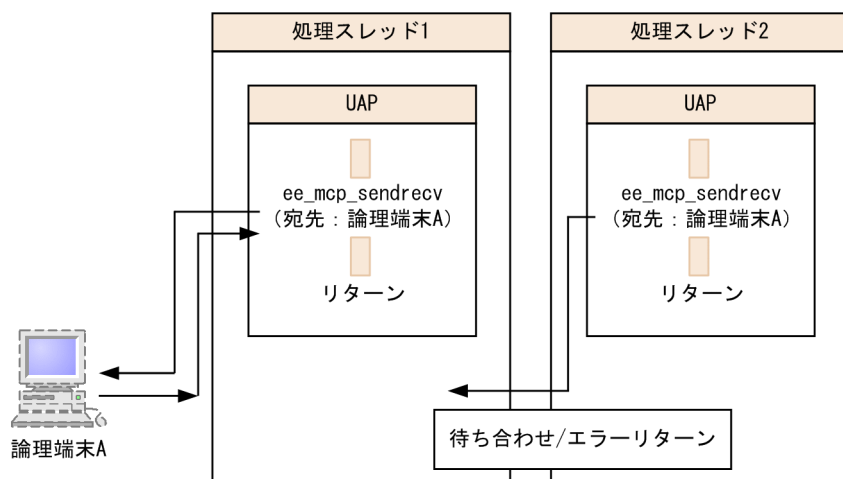 処理スレッド1
処理スレッド2
UAP
UAP
ee_mcp_sendrecv
(宛先：論理端末A)
リターン
ee_mcp_sendrecv
(宛先：論理端末A)
リターン
論理端末A
待ち合わせ/エラーリターン